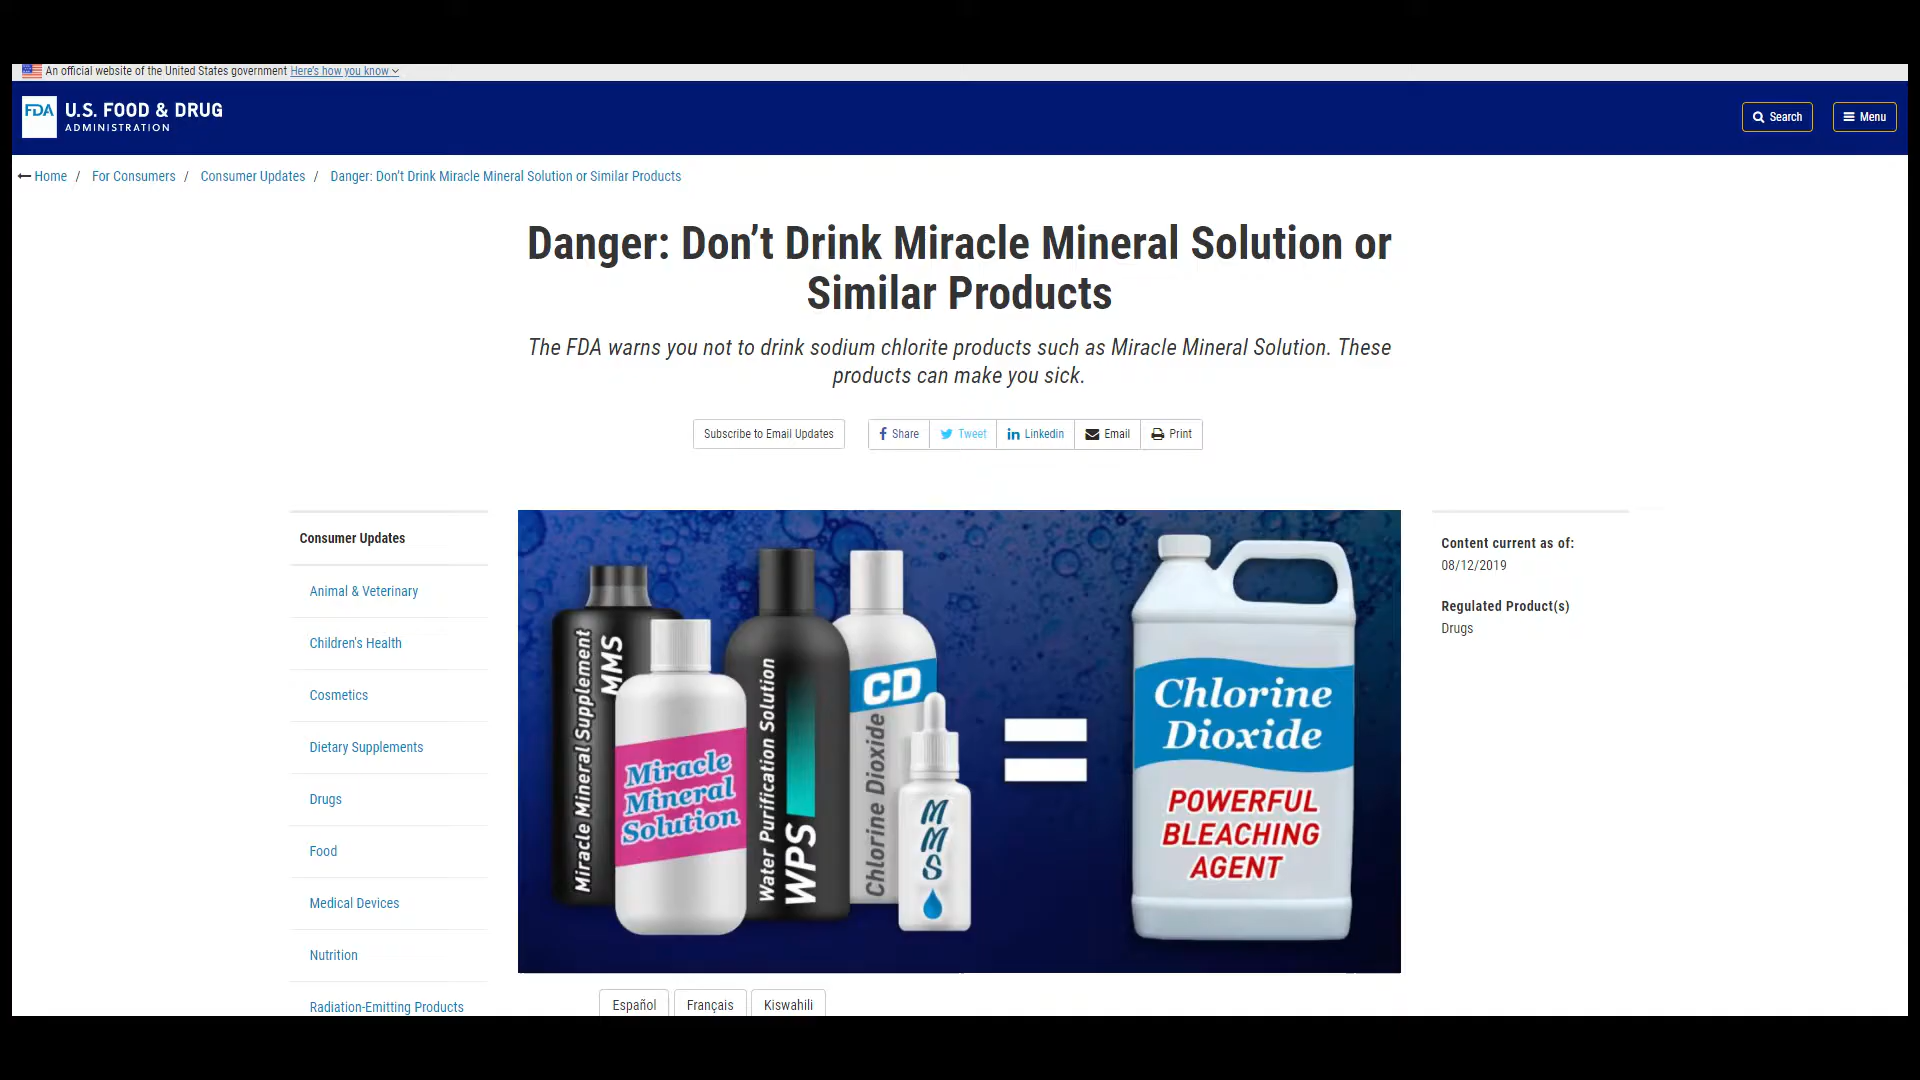 An official website of the United States government Here's how you know
FDA U.S. FOOD & DRUG
ADMINISTRATION
Search
Menu
Home / For Consumers / Consumer Updates / Danger: Don't Drink Miracle Mineral Solution or Similar Products
Danger: Don’t Drink Miracle Mineral Solution or
Similar Products
The FDA warns you not to drink sodium chlorite products such as Miracle Mineral Solution. These
products can make you sick.
Subscribe to Email Updates
Share
Tweet
Linkedin
Email
Print
Consumer Updates
Animal & Veterinary
Children's Health
Cosmetics
Dietary Supplements
Drugs
Food
Medical Devices
Nutrition
Radiation-Emitting Products
Miracle Mineral Supplement
MMS
Miracle
Mineral
Solution
Water Purification Solution
WPS
CD
Chlorine Dioxide
MMS
Chlorine
Dioxide
POWERFUL
BLEACHING
AGENT
Español
Français
Kiswahili
Content current as of:
08/12/2019
Regulated Product(s)
Drugs